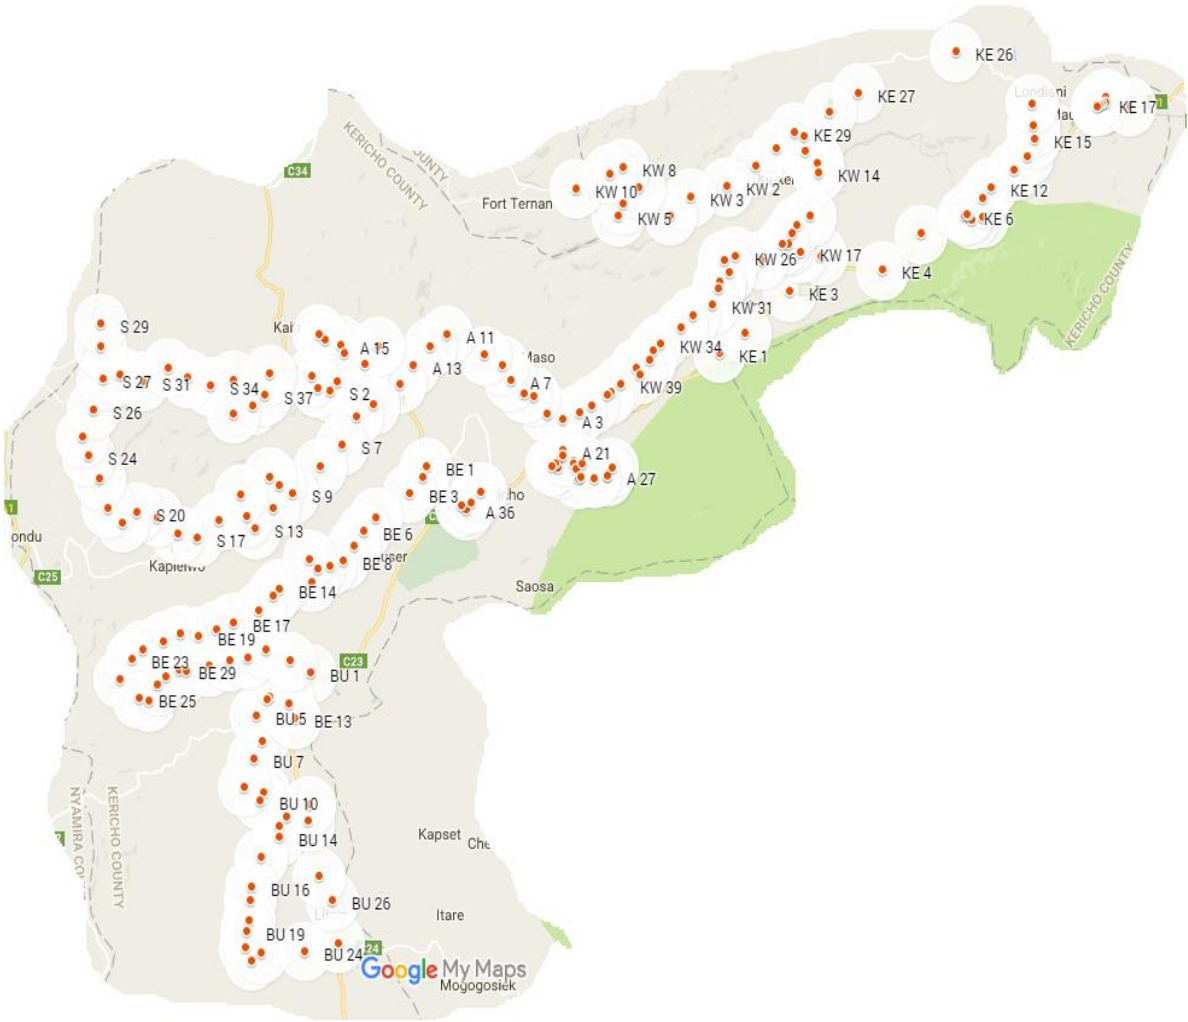 KE 26
KE 27
Londiani
KE 17
KE 29
KE 15
C34
KERICHO COUNTY
COUNTY
KW 8
KW 14
KW 10
KW 2
KE 12
Fort Ternan
KW 3
KW 5
KE 6
KW 26
KW 17
KE 4
KERICHO COUNTY
KE 3
KW 31
S 29
A 11
A 15
KW 34
KE 1
Maso
A 13
S 27
S 31
S 34
A 7
KW 39
S 2
S 37
S 26
A 3
S 7
S 24
A 21
BE 1
A 27
S 9
BE 3
A 36
S 20
S 13
BE 6
ondu
S 17
BE 8
C25
BE 14
Saosa
BE 17
BE 19
BE 23
C23
BE 29
BU 1
BE 25
BU 5
BE 13
BU 7
NYAMIRA
KERICHO COUNTY
BU 10
BU 14
Kapset
BU 16
BU 26
Itare
BU 19
BU 24
24
Google My Maps
Mogogosiek